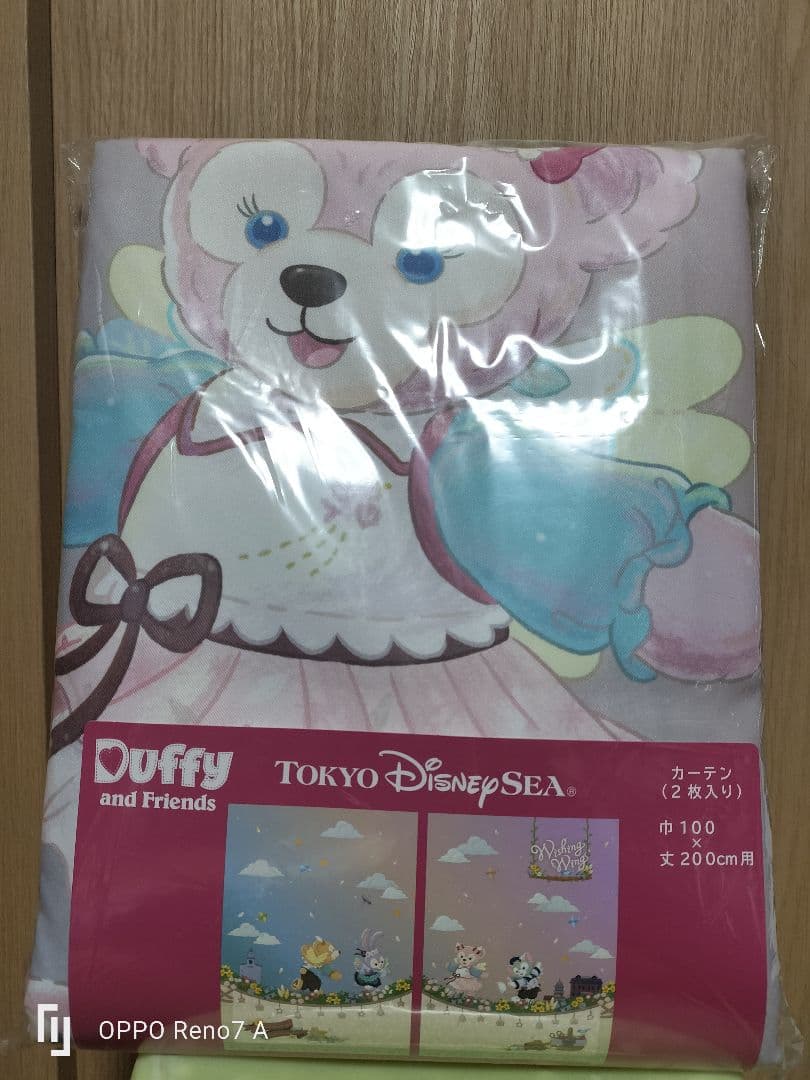 Duffy
and Friends
TOKYO DISNEYSEA®
カーテン
(2枚入り)
巾100
×
丈200cm用
Wishing
Wing
OPPO Reno7 A